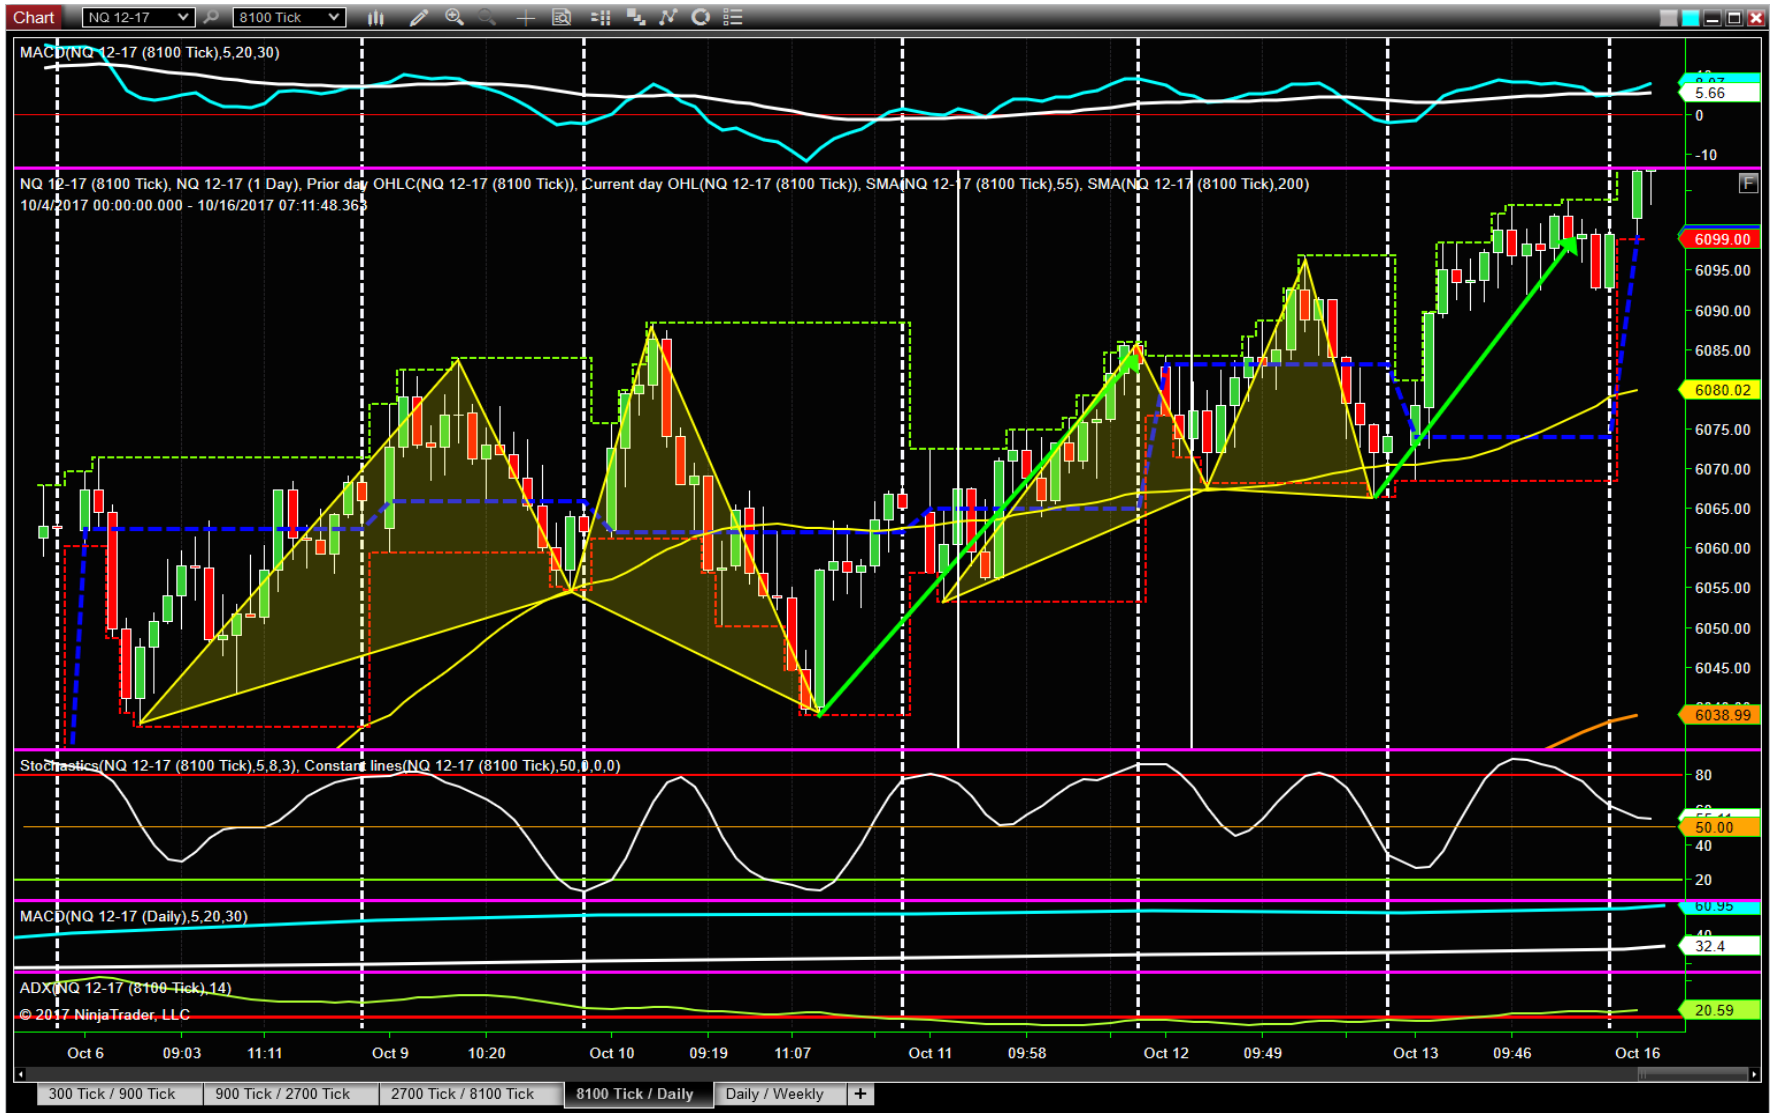 Chart NQ 12-17 8100 Tick
MACD(NQ 12-17 (8100 Tick),5,20,30)
5.66
0
-10
NQ 12-17 (8100 Tick), NQ 12-17 (1 Day), Prior day OHLC(NQ 12-17 (8100 Tick)), Current day OHL(NQ 12-17 (8100 Tick)), SMA(NQ 12-17 (8100 Tick),55), SMA(NQ 12-17 (8100 Tick),200)
F
10/4/2017 00:00:00.000 - 10/16/2017 07:11:48.363
6099.00
6095.00
6090.00
6085.00
6080.02
6075.00
6070.00
6065.00
6060.00
6055.00
6050.00
6045.00
6038.99
Stochastics(NQ 12-17 (8100 Tick),5,8,3), Constant lines(NQ 12-17 (8100 Tick),50,0,0,0)
80
50.00
40
20
MACD(NQ 12-17 (Daily),5,20,30)
60.95
32.4
ADX(NQ 12-17 (8100 Tick),14)
20.59
© 2017 NinjaTrader, LLC
Oct 6 09:03 11:11 Oct 9 10:20 Oct 10 09:19 11:07 Oct 11 09:58 Oct 12 09:49 Oct 13 09:46 Oct 16
300 Tick / 900 Tick 900 Tick / 2700 Tick 2700 Tick / 8100 Tick 8100 Tick / Daily Daily / Weekly +